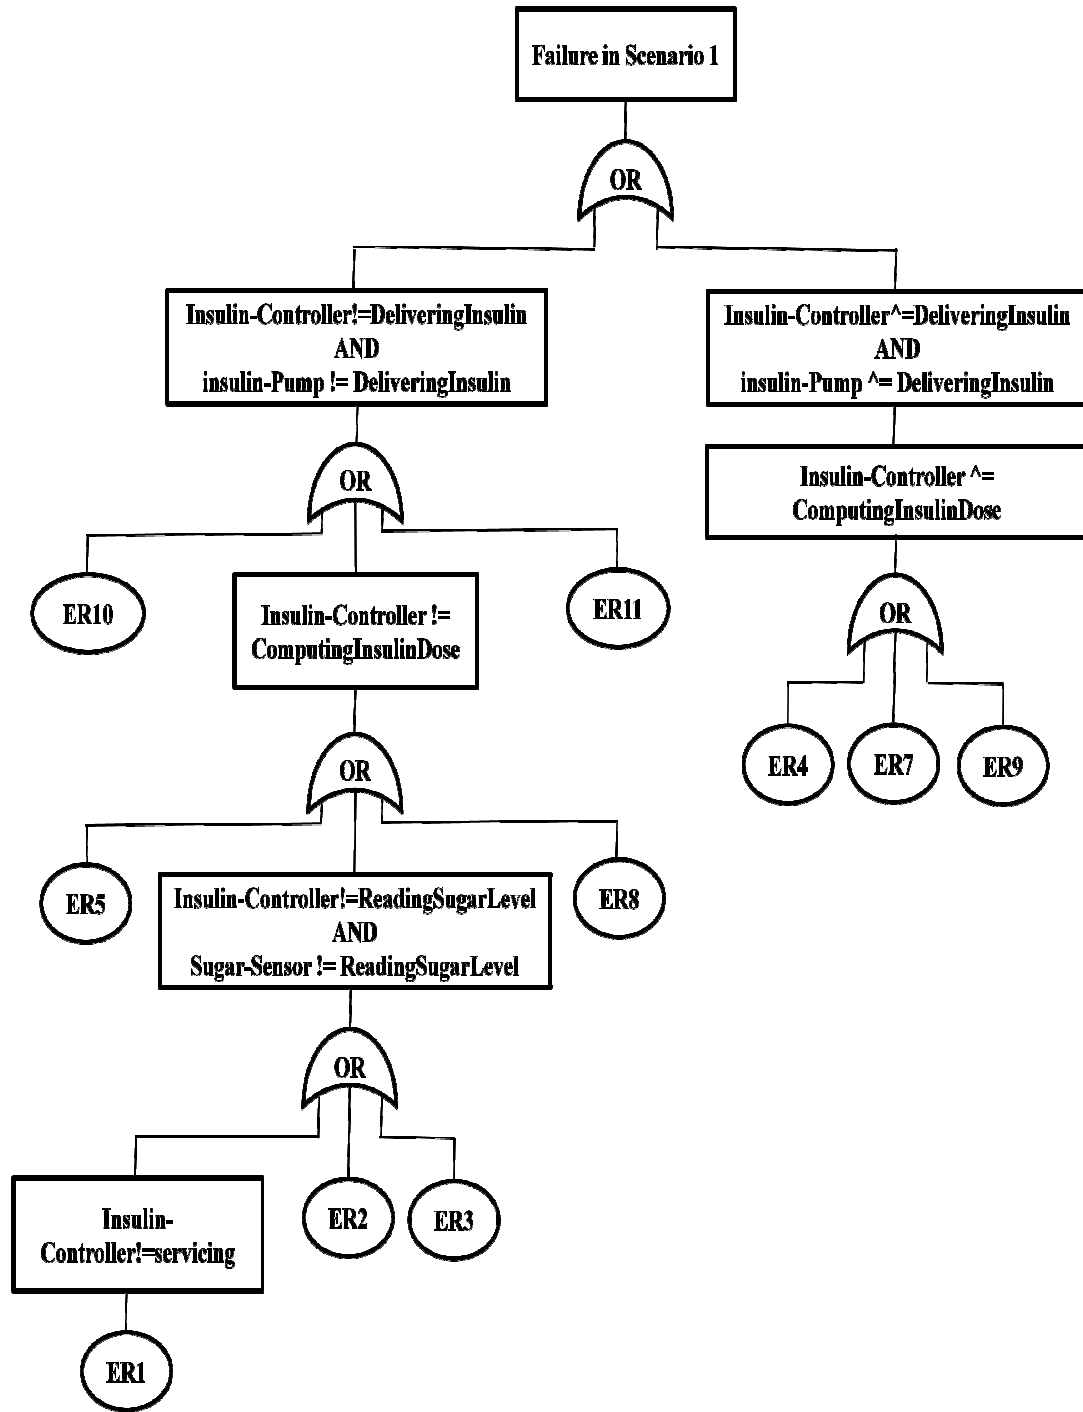 Failure in Scenario 1
OR
Insulin-Controller!=DeliveringInsulin
AND
insulin-Pump != DeliveringInsulin
Insulin-Controller^=DeliveringInsulin
AND
insulin-Pump ^= DeliveringInsulin
OR
Insulin-Controller ^=
ComputingInsulinDose
ER10
Insulin-Controller !=
ComputingInsulinDose
ER11
OR
ER4
ER7
ER9
OR
ER5
Insulin-Controller!=ReadingSugarLevel
AND
Sugar-Sensor != ReadingSugarLevel
ER8
OR
Insulin-
Controller!=servicing
ER2
ER3
ER1